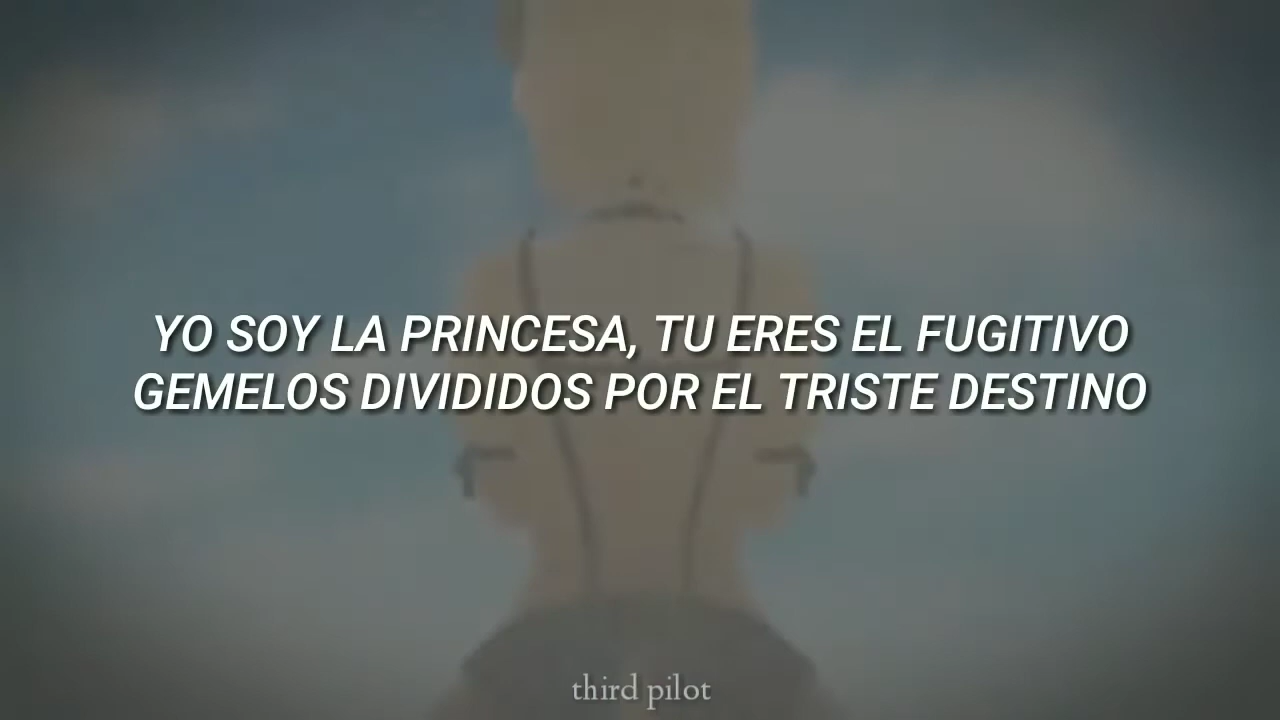 YO SOY LA PRINCESA, TU ERES EL FUGITIVO
GEMELOS DIVIDIDOS POR EL TRISTE DESTINO
third pilot